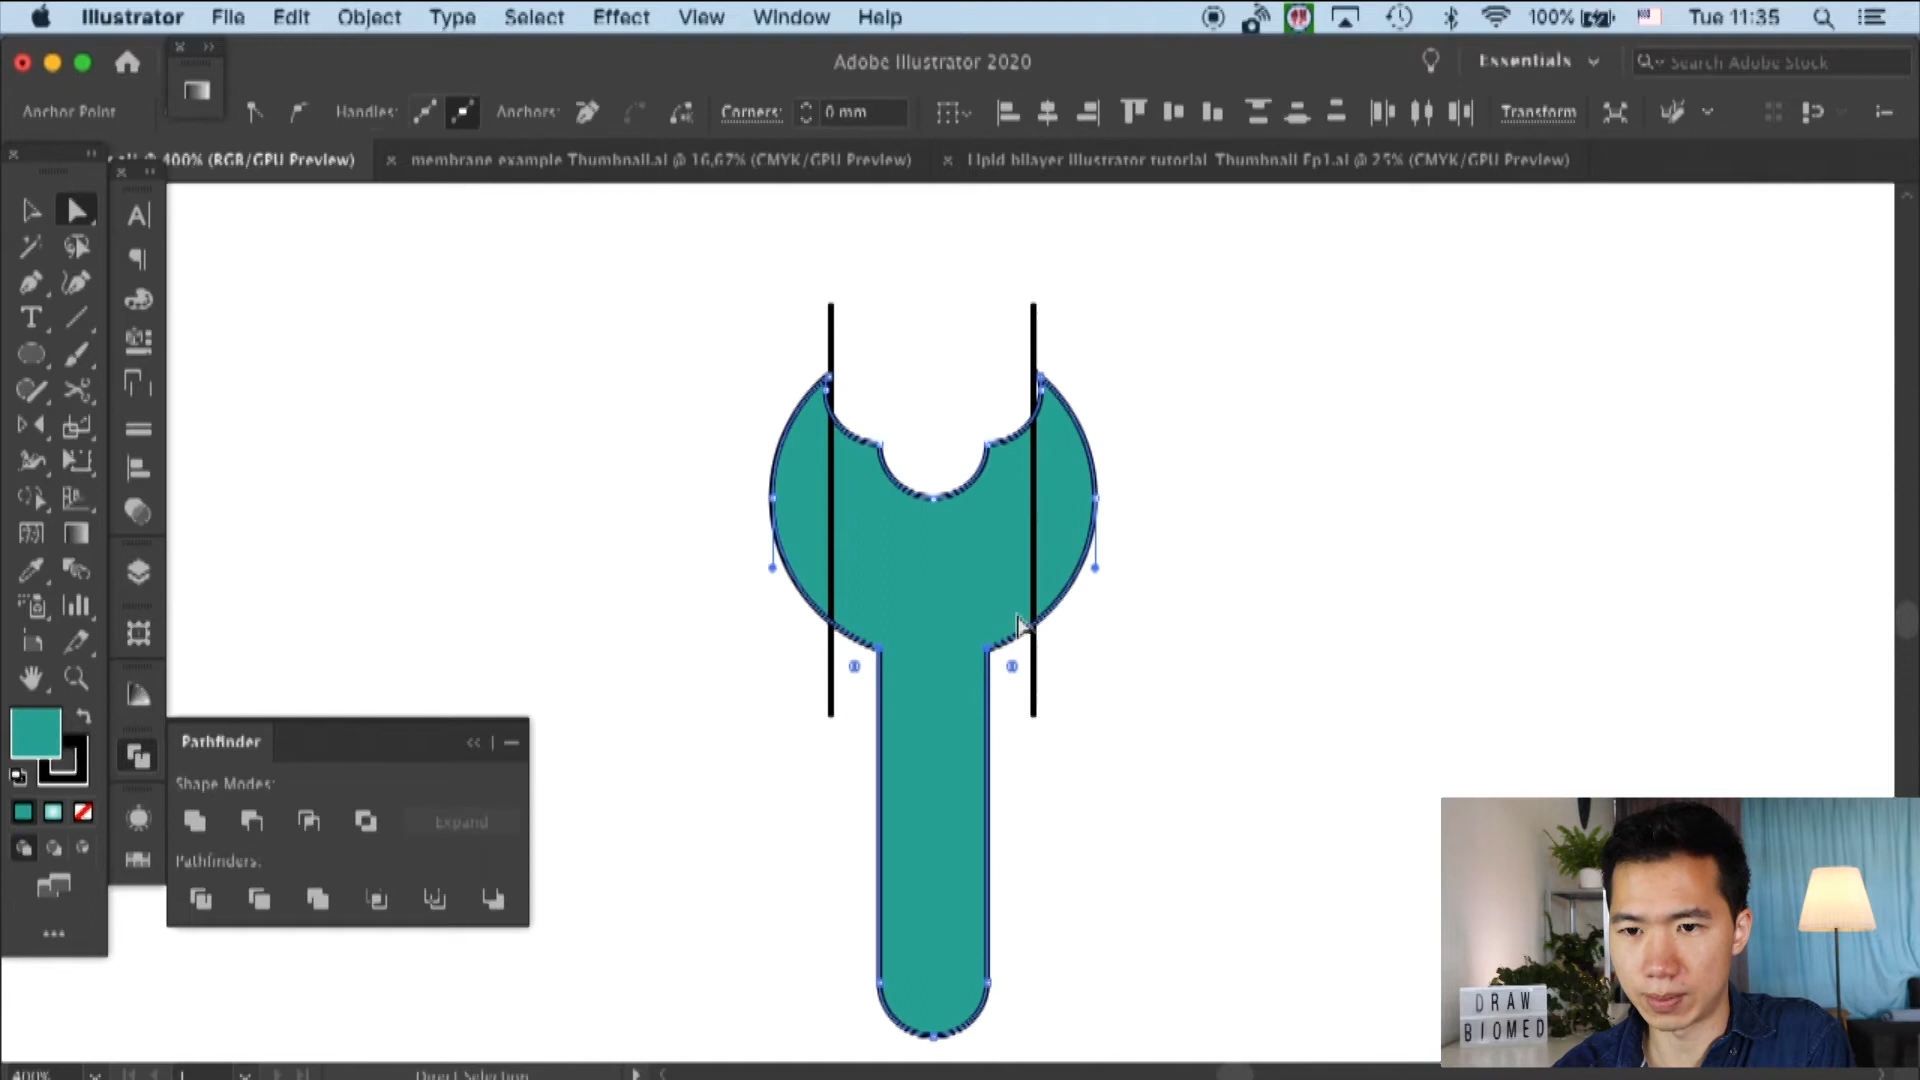 Illustrator File Edit Object Type Select Effect View Window Help 100% Tue 11:35
Adobe Illustrator 2020 Essentials Search Adobe Stock
Anchor Point Handles: Anchors: Corners: 0 mm Transform
@ 400% (RGB/GPU Preview) membrane example Thumbnail.ai @ 16,67% (CMYK/GPU Preview) Lipid bilayer Illustrator tutorial Thumbnail Ep1.ai @ 25% (CMYK/GPU Preview)
Pathfinder
Shape Modes:
Expand
Pathfinders:
DRAW
BIOMED
400% 1 Direct Selection